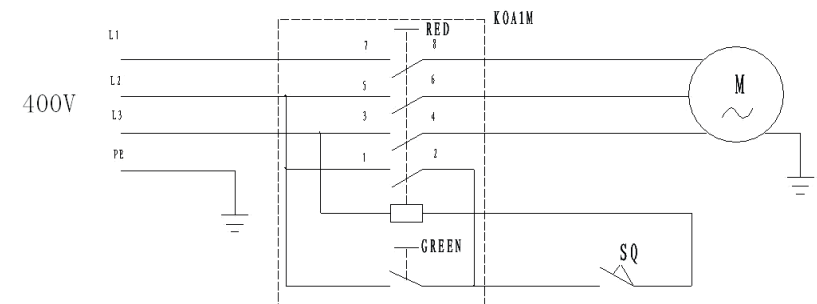 KOA1M
L1
RED
7 8
L2
5 6
400V
M
L3
3 4
PE
1 2
GREEN
SQ